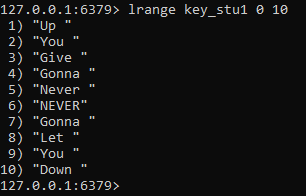 127.0.0.1:6379> lrange key_stu1 0 10
 1) "Up "
 2) "You "
 3) "Give "
 4) "Gonna "
 5) "Never "
 6) "NEVER"
 7) "Gonna "
 8) "Let "
 9) "You "
10) "Down "
127.0.0.1:6379>